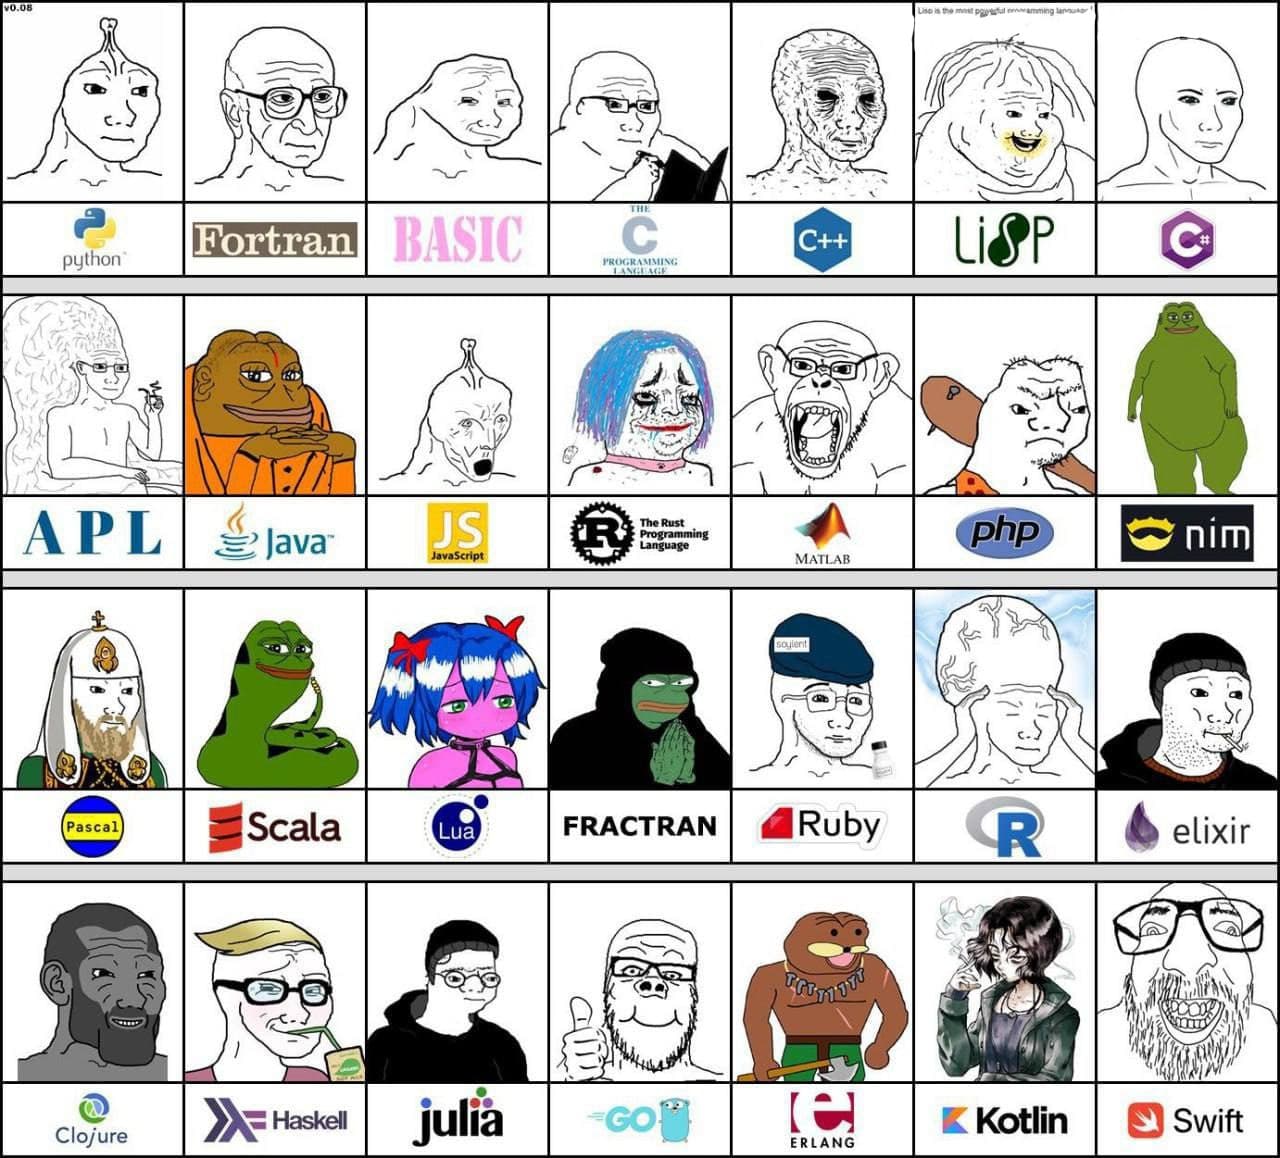 v0.08
Lisp is the most powerful programming language
python
Fortran
BASIC
THE
C
PROGRAMMING
LANGUAGE
C++
LiSP
C#
APL
Java™
JS
JavaScript
R
The Rust
Programming
Language
MATLAB
php
nim
soylent
Pascal
Scala
Lua
FRACTRAN
Ruby
R
elixir
Clojure
Haskell
julia
GO
e
ERLANG
Kotlin
Swift